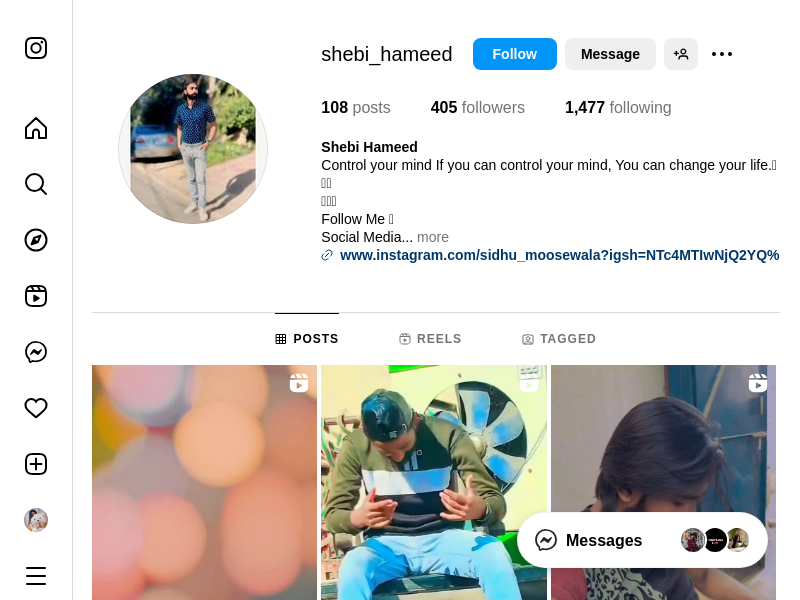 shebi_hameed
Follow
Message
108 posts
405 followers
1,477 following
Shebi Hameed
Control your mind If you can control your mind, You can change your life.
Follow Me
Social Media... more
www.instagram.com/sidhu_moosewala?igsh=NTc4MTIwNjQ2YQ%
POSTS
REELS
TAGGED
Messages